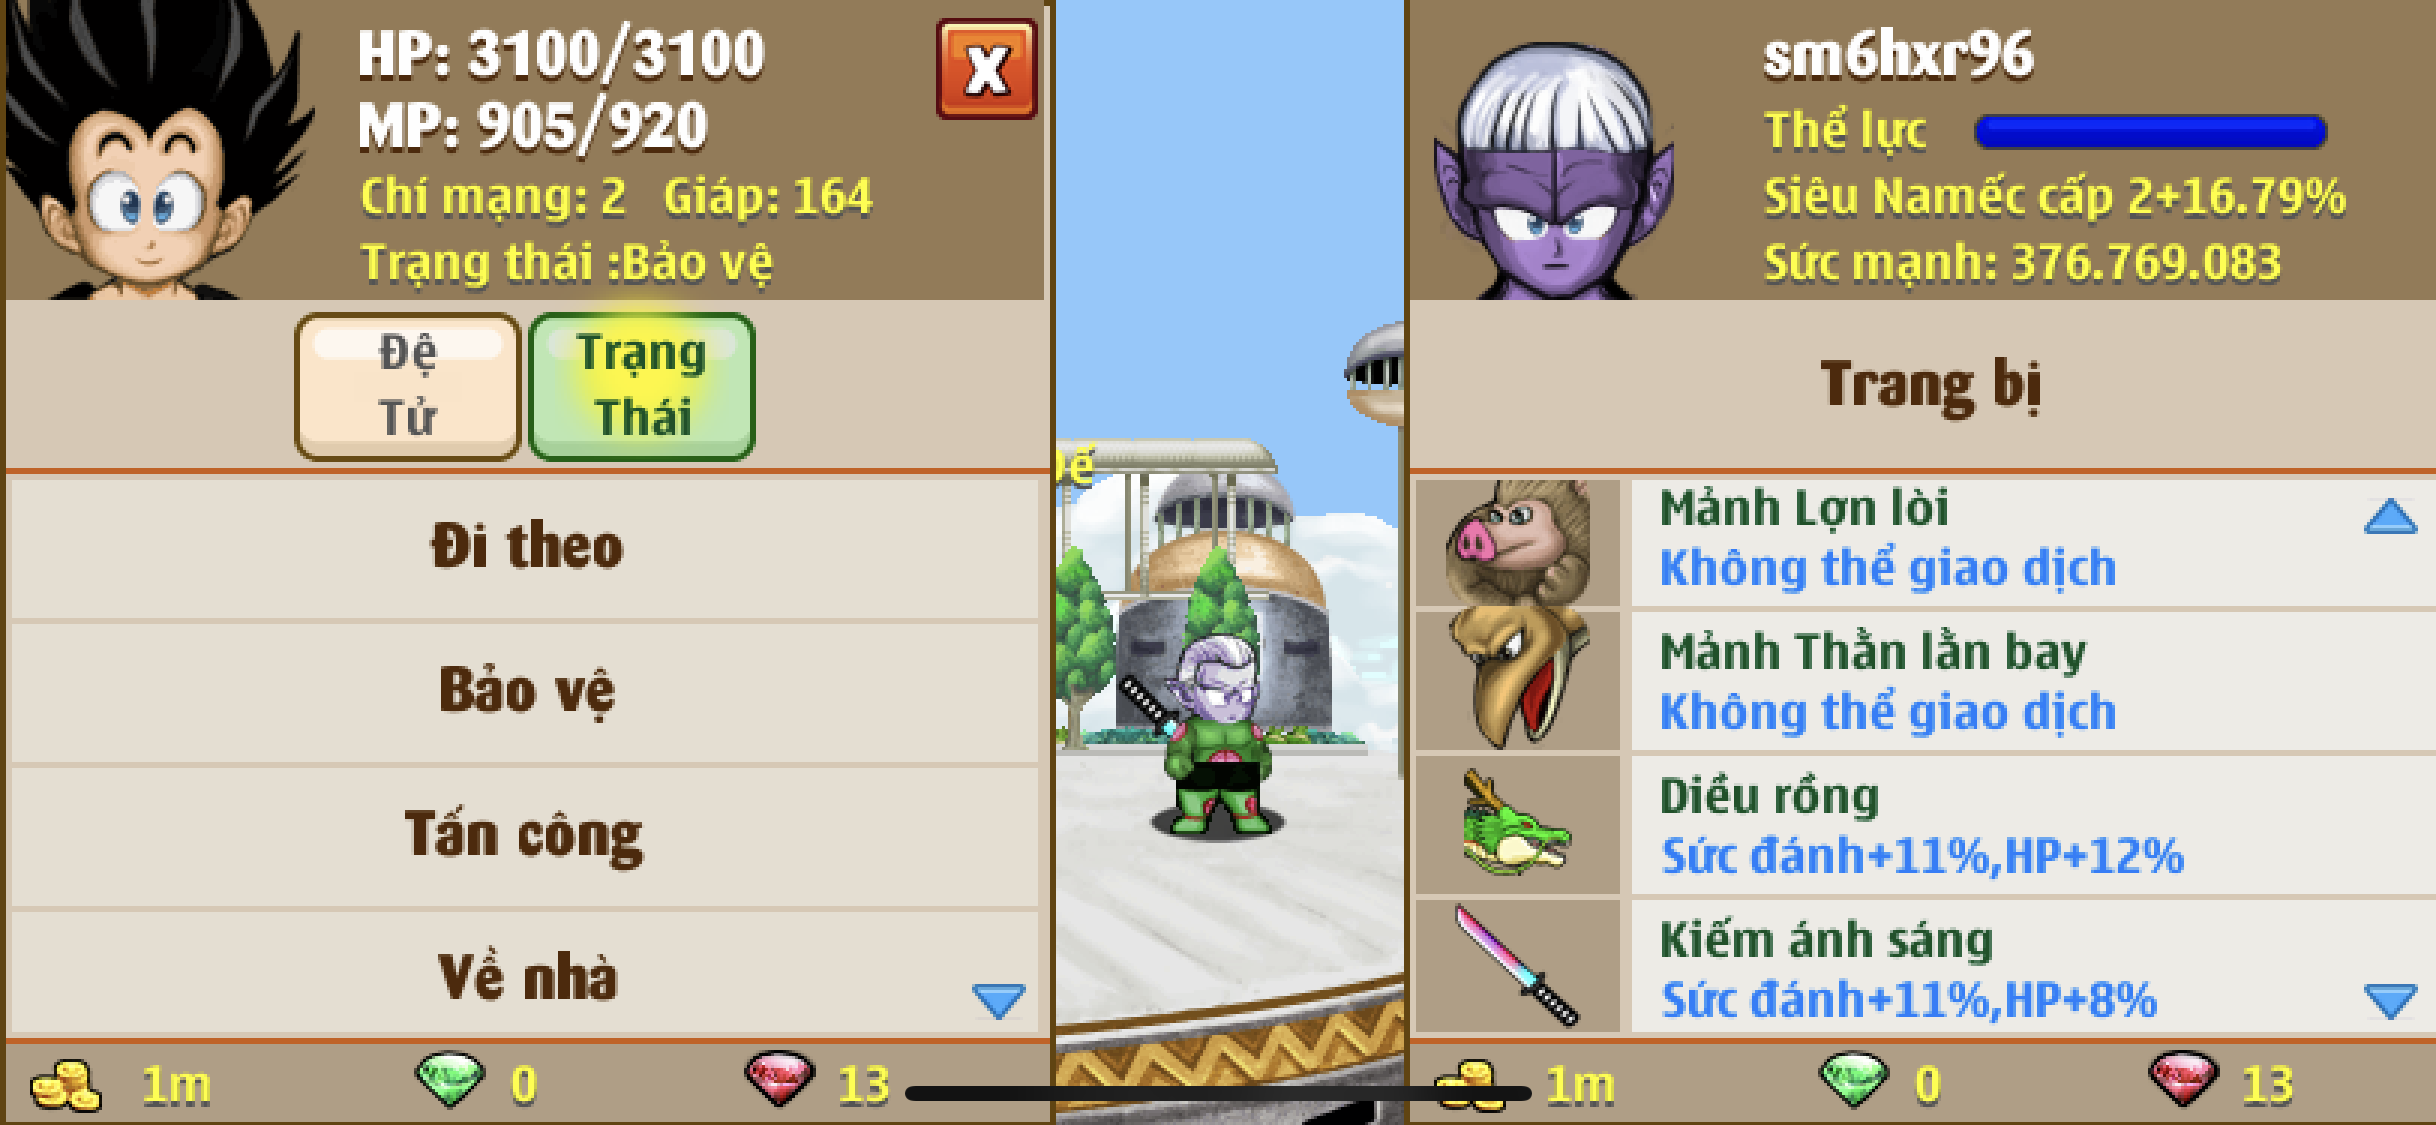 HP: 3100/3100
MP: 905/920
Chí mạng: 2 Giáp: 164
Trạng thái :Bảo vệ
X
Đệ
Tử
Trạng
Thái
Đi theo
Bảo vệ
Tấn công
Về nhà
1m
0
13
sm6hxr96
Thể lực
Siêu Namếc cấp 2+16.79%
Sức mạnh: 376.769.083
Trang bị
Mảnh Lợn lòi
Không thể giao dịch
Mảnh Thằn lằn bay
Không thể giao dịch
Diều rồng
Sức đánh+11%,HP+12%
Kiếm ánh sáng
Sức đánh+11%,HP+8%
1m
0
13